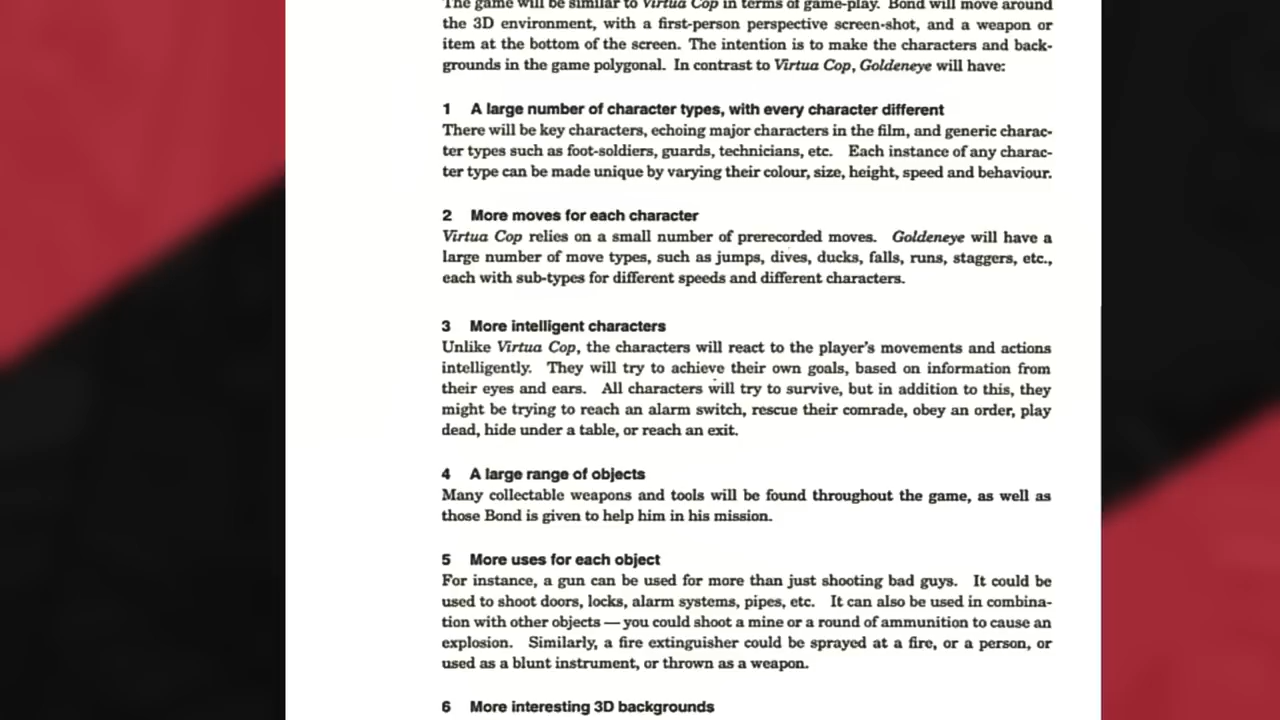 The game will be similar to Virtua Cop in terms of game-play. Bond will move around
the 3D environment, with a first-person perspective screen-shot, and a weapon or
item at the bottom of the screen. The intention is to make the characters and back-
grounds in the game polygonal. In contrast to Virtua Cop, Goldeneye will have:
1 A large number of character types, with every character different
There will be key characters, echoing major characters in the film, and generic charac-
ter types such as foot-soldiers, guards, technicians, etc. Each instance of any charac-
ter type can be made unique by varying their colour, size, height, speed and behaviour.
2 More moves for each character
Virtua Cop relies on a small number of prerecorded moves. Goldeneye will have a
large number of move types, such as jumps, dives, ducks, falls, runs, staggers, etc.,
each with sub-types for different speeds and different characters.
3 More intelligent characters
Unlike Virtua Cop, the characters will react to the player's movements and actions
intelligently. They will try to achieve their own goals, based on information from
their eyes and ears. All characters will try to survive, but in addition to this, they
might be trying to reach an alarm switch, rescue their comrade, obey an order, play
dead, hide under a table, or reach an exit.
4 A large range of objects
Many collectable weapons and tools will be found throughout the game, as well as
those Bond is given to help him in his mission.
5 More uses for each object
For instance, a gun can be used for more than just shooting bad guys. It could be
used to shoot doors, locks, alarm systems, pipes, etc. It can also be used in combina-
tion with other objects — you could shoot a mine or a round of ammunition to cause an
explosion. Similarly, a fire extinguisher could be sprayed at a fire, or a person, or
used as a blunt instrument, or thrown as a weapon.
6 More interesting 3D backgrounds